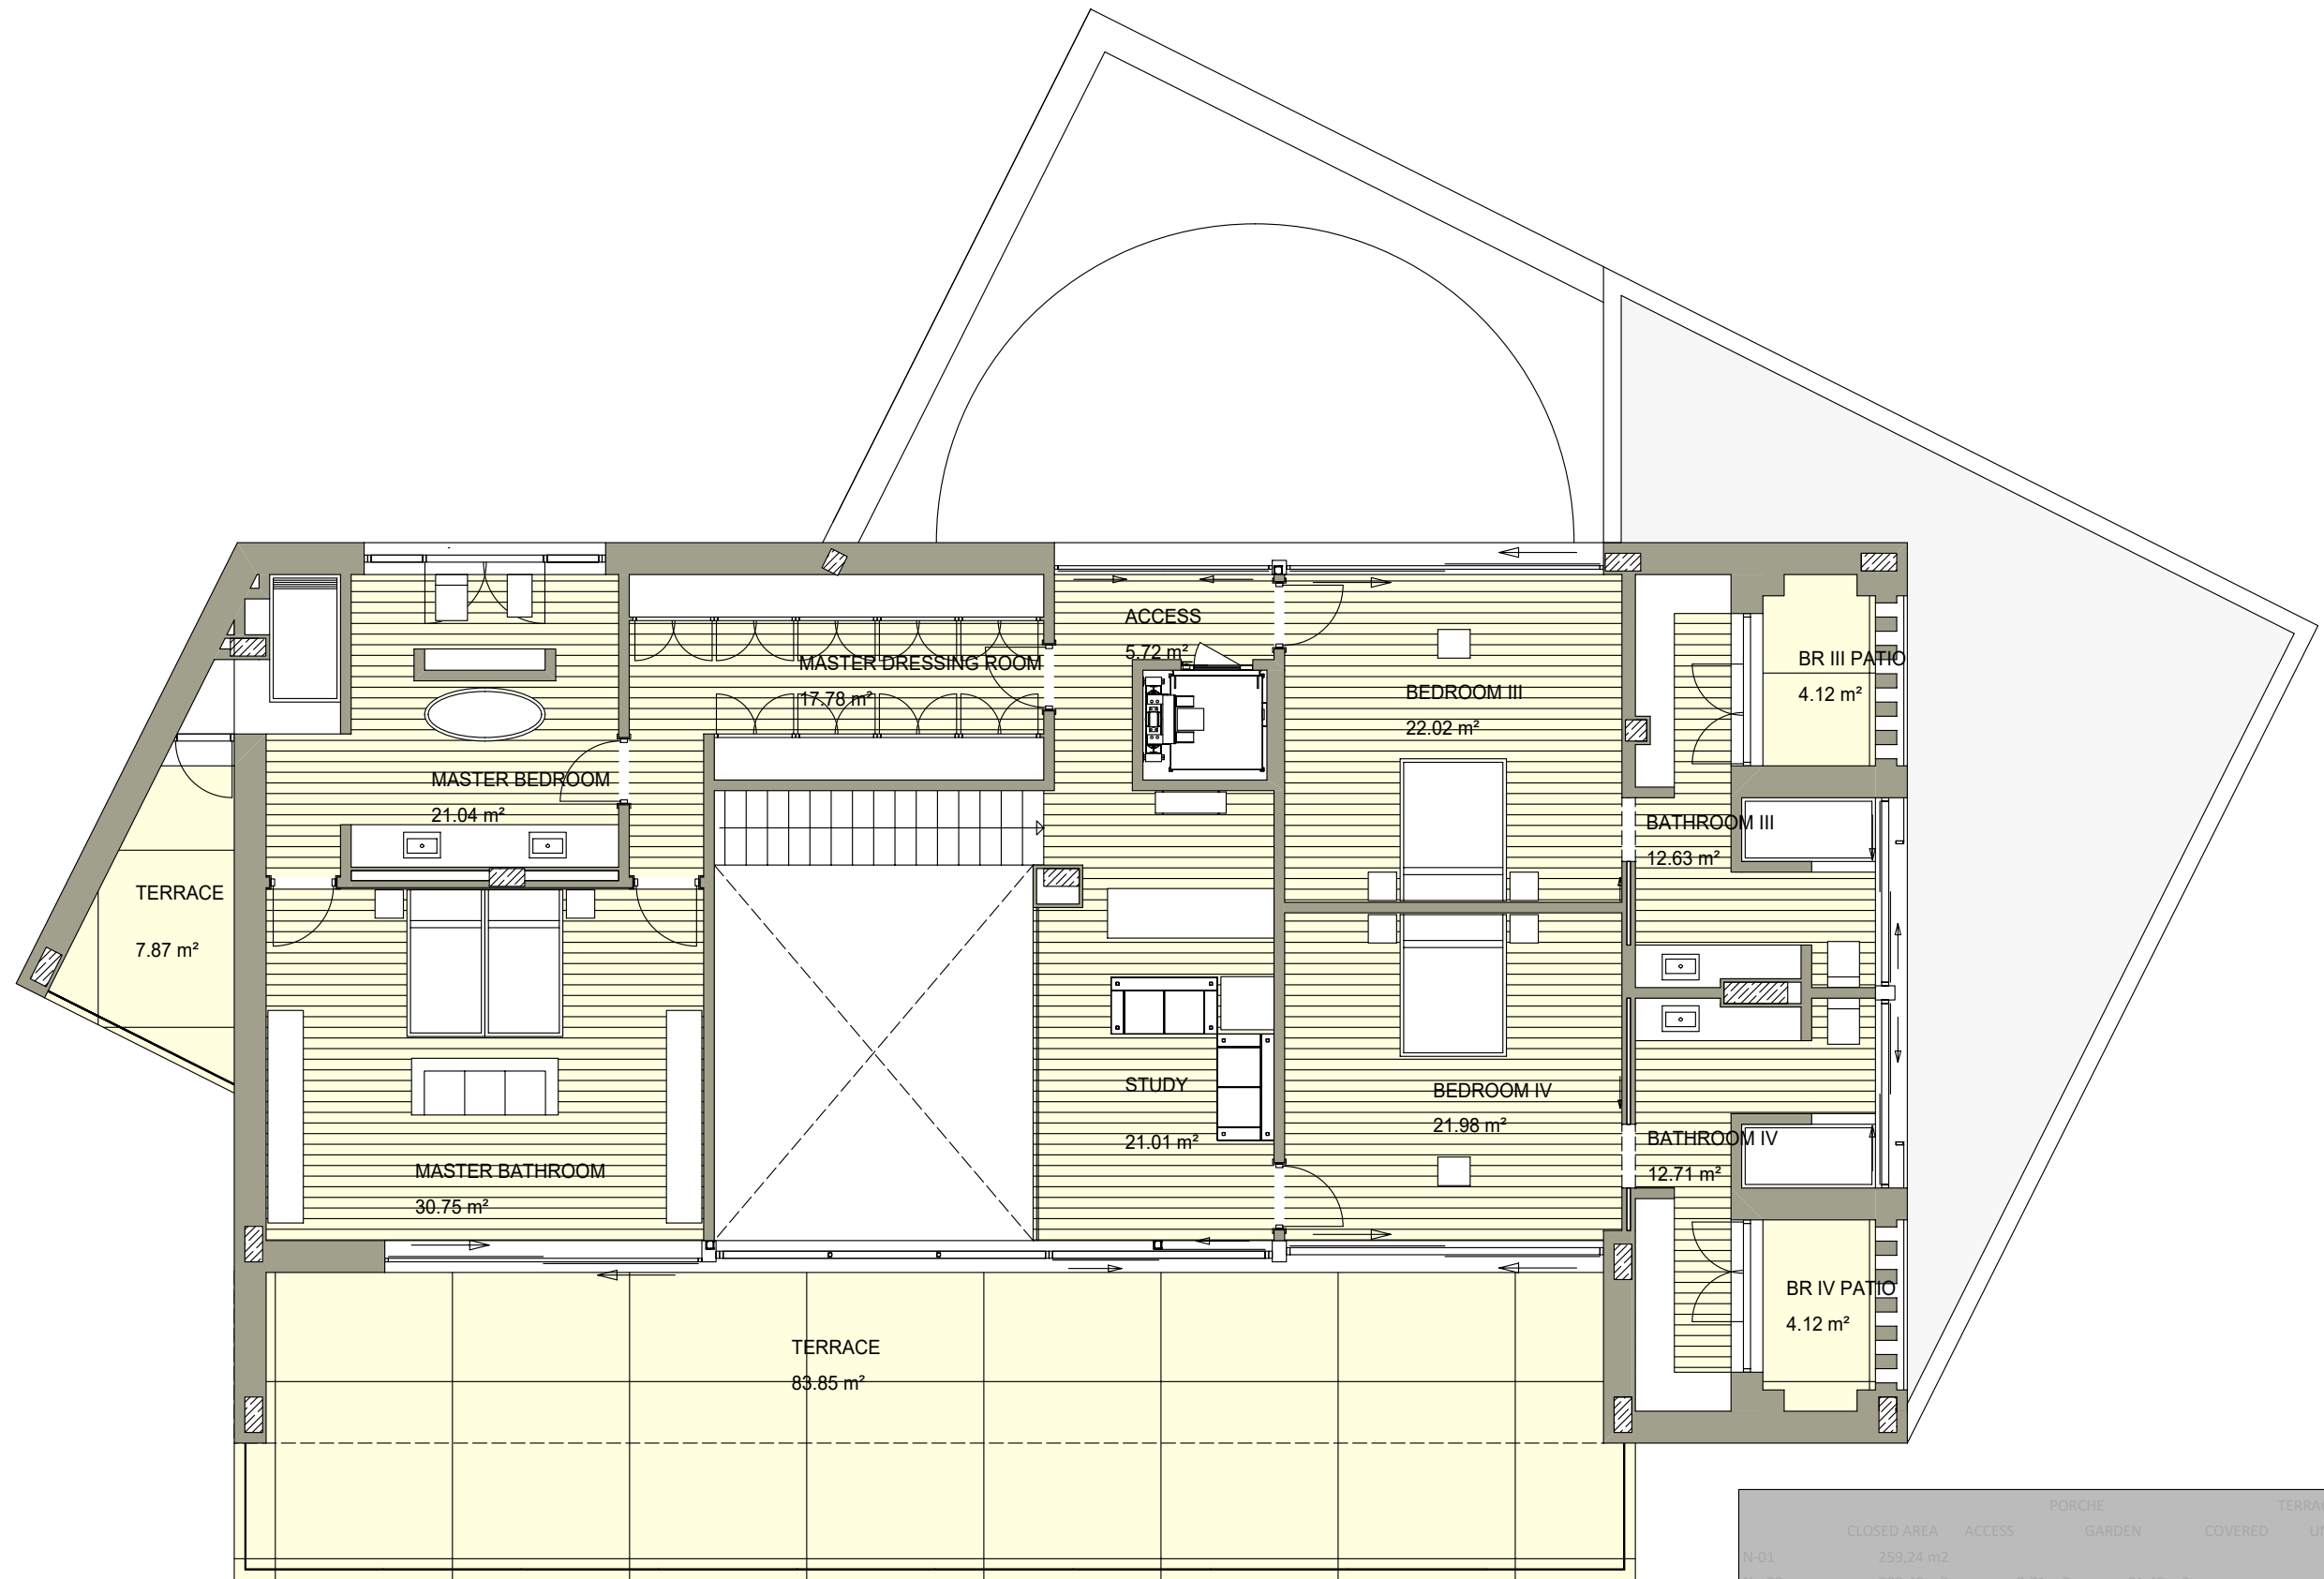 ACCESS
5.72 m²
MASTER DRESSING ROOM
17.78 m²
BEDROOM III
22.02 m²
BR III PATIO
4.12 m²
MASTER BEDROOM
21.04 m²
BATHROOM III
12.63 m²
TERRACE
7.87 m²
STUDY
21.01 m²
BEDROOM IV
21.98 m²
BATHROOM IV
12.71 m²
MASTER BATHROOM
30.75 m²
BR IV PATIO
4.12 m²
TERRACE
83.85 m²
PORCHE
CLOSED AREA ACCESS GARDEN COVERED
N-01 259,24 m2